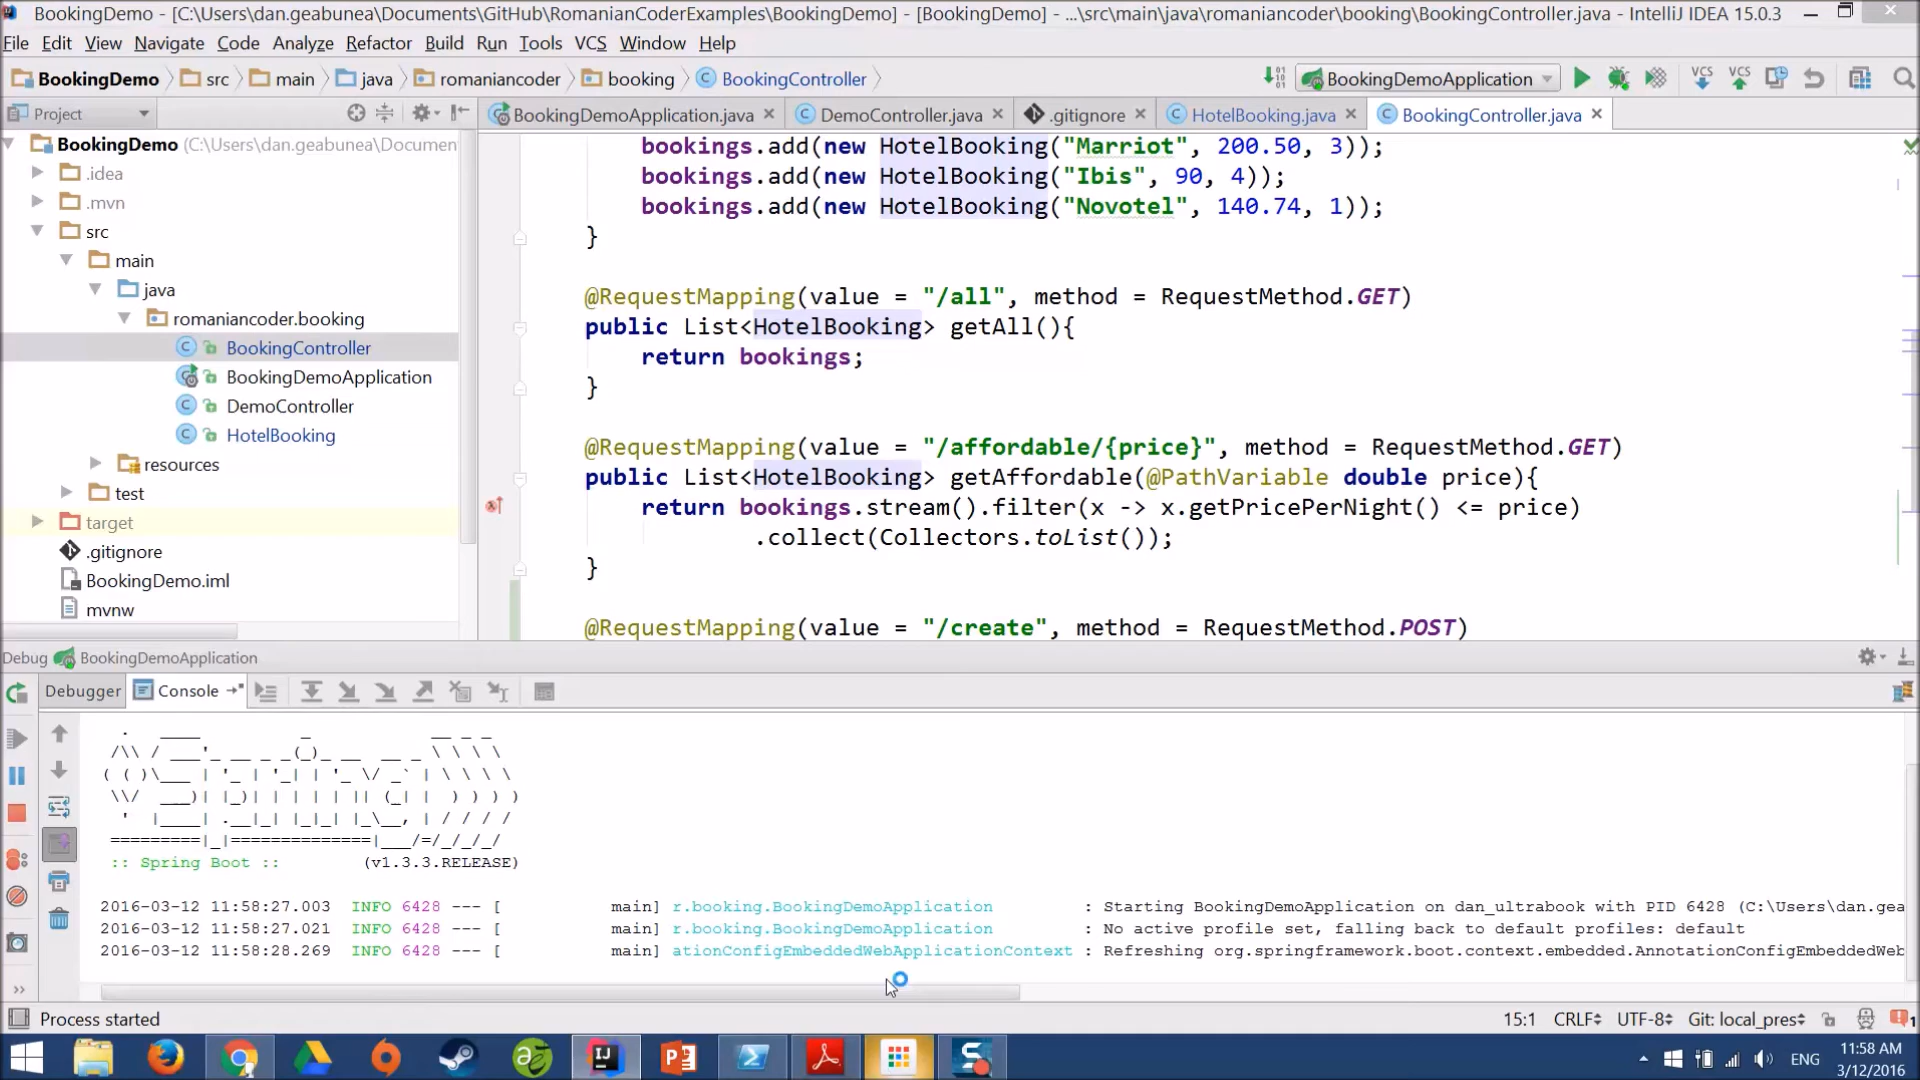 BookingDemo - [C:\Users\dan.geabunea\Documents\GitHub\RomanianCoderExamples\BookingDemo] - [BookingDemo] - ...\src\main\java\romaniancoder\booking\BookingController.java - IntelliJ IDEA 15.0.3
File Edit View Navigate Code Analyze Refactor Build Run Tools VCS Window Help
BookingDemo src main java romaniancoder booking BookingController
BookingDemoApplication
VCS VCS
Project
BookingDemoApplication.java DemoController.java .gitignore HotelBooking.java BookingController.java
BookingDemo (C:\Users\dan.geabunea\Documen
.idea
.mvn
src
main
java
romaniancoder.booking
BookingController
BookingDemoApplication
DemoController
HotelBooking
resources
test
target
.gitignore
BookingDemo.iml
mvnw
bookings.add(new HotelBooking("Marriot", 200.50, 3));
bookings.add(new HotelBooking("Ibis", 90, 4));
bookings.add(new HotelBooking("Novotel", 140.74, 1));
}
@RequestMapping(value = "/all", method = RequestMethod.GET)
public List<HotelBooking> getAll(){
return bookings;
}
@RequestMapping(value = "/affordable/{price}", method = RequestMethod.GET)
public List<HotelBooking> getAffordable(@PathVariable double price){
return bookings.stream().filter(x -> x.getPricePerNight() <= price)
.collect(Collectors.toList());
}
@RequestMapping(value = "/create", method = RequestMethod.POST)
Debug BookingDemoApplication
Debugger Console
:: Spring Boot :: (v1.3.3.RELEASE)
2016-03-12 11:58:27.003 INFO 6428 --- [ main] r.booking.BookingDemoApplication : Starting BookingDemoApplication on dan_ultrabook with PID 6428 (C:\Users\dan.gea
2016-03-12 11:58:27.021 INFO 6428 --- [ main] r.booking.BookingDemoApplication : No active profile set, falling back to default profiles: default
2016-03-12 11:58:28.269 INFO 6428 --- [ main] ationConfigEmbeddedWebApplicationContext : Refreshing org.springframework.boot.context.embedded.AnnotationConfigEmbeddedWeb
Process started
15:1 CRLF UTF-8 Git: local_pres
ENG
11:58 AM
3/12/2016